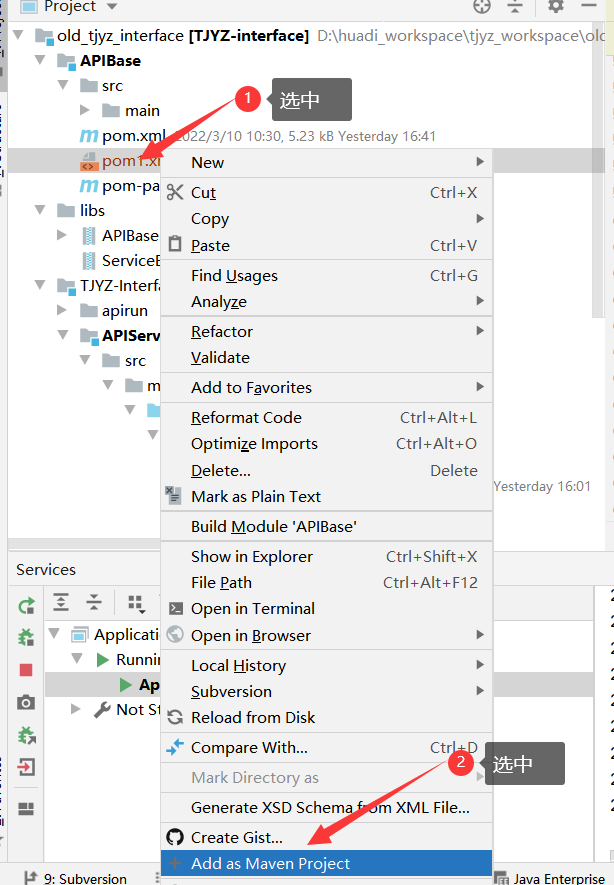 Project
old_tjyz_interface [TJYZ-interface] D:\huadi_workspace\tjyz_workspace\old
APIBase
1 选中
src
main
pom.xml 2022/3/10 10:30, 5.23 kB Yesterday 16:41
pom1.xml
pom-pa
libs
APIBase
ServiceE
TJYZ-Interfa
apirun
APIServ
src
m
Yesterday 16:01
New
Cut Ctrl+X
Copy
Paste Ctrl+V
Find Usages Ctrl+G
Analyze
Refactor
Validate
Add to Favorites
Reformat Code Ctrl+Alt+L
Optimize Imports Ctrl+Alt+O
Delete... Delete
Mark as Plain Text
Build Module 'APIBase'
Show in Explorer Ctrl+Shift+X
File Path Ctrl+Alt+F12
Open in Terminal
Open in Browser
Local History
Subversion
Reload from Disk
Compare With... Ctrl+D
2 选中
Mark Directory as
Generate XSD Schema from XML File...
Create Gist...
Add as Maven Project
Services
Applicati
Runnin
Ap
Not St
9: Subversion
Java Enterprise